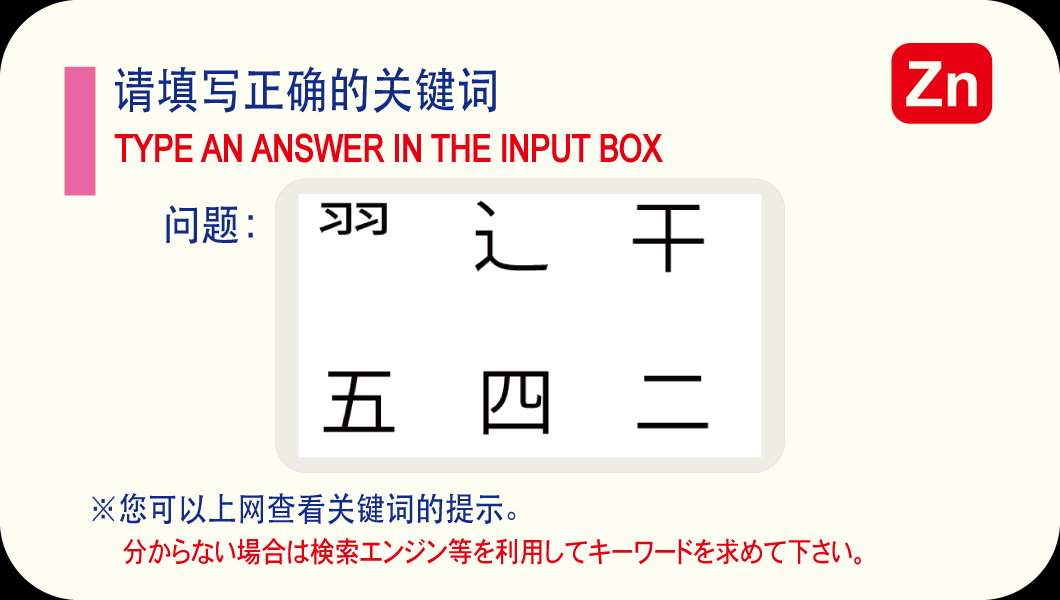 请填写正确的关键词
Zn
TYPE AN ANSWER IN THE INPUT BOX
问题：
⺤ 辶 干
五 四 二
※您可以上网查看关键词的提示。
分からない場合は検索エンジン等を利用してキーワードを求めて下さい。